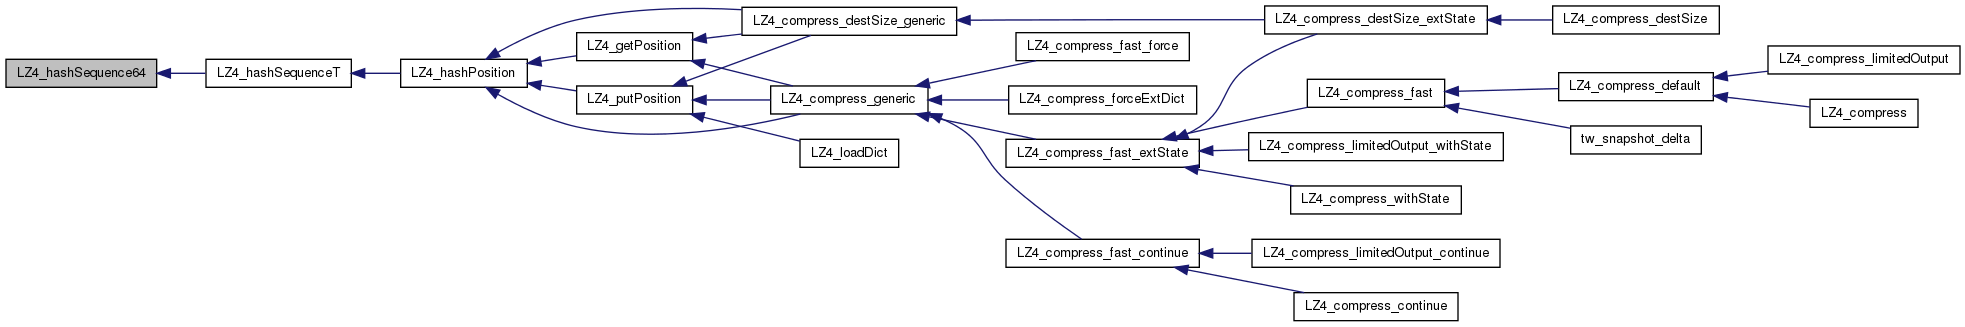 LZ4_hashSequence64
LZ4_hashSequenceT
LZ4_hashPosition
LZ4_getPosition
LZ4_putPosition
LZ4_compress_destSize_generic
LZ4_compress_generic
LZ4_loadDict
LZ4_compress_fast_force
LZ4_compress_forceExtDict
LZ4_compress_fast_extState
LZ4_compress_fast_continue
LZ4_compress_destSize_extState
LZ4_compress_fast
LZ4_compress_limitedOutput_withState
LZ4_compress_withState
LZ4_compress_limitedOutput_continue
LZ4_compress_continue
LZ4_compress_destSize
LZ4_compress_default
tw_snapshot_delta
LZ4_compress_limitedOutput
LZ4_compress